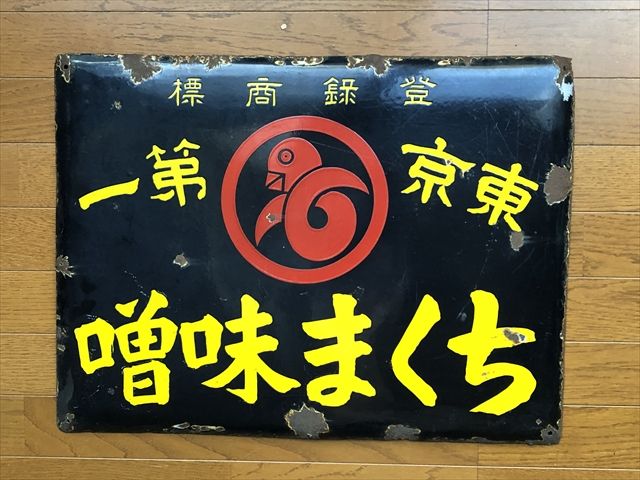 登録商標
東京 第一
ちくま味噌